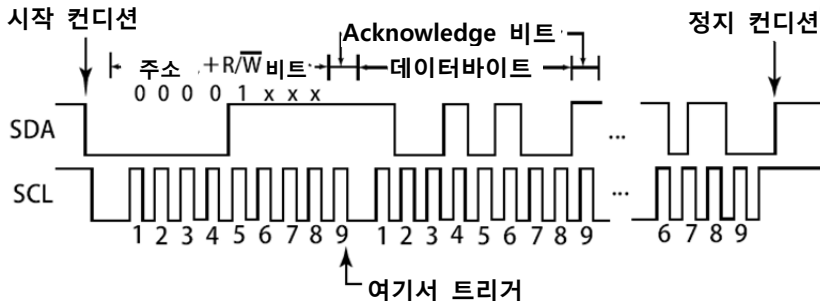 시작 컨디션
Acknowledge 비트
정지 컨디션
주소 +R/W̅ 비트
데이터바이트
0 0 0 0 1 x x x
SDA
...
...
SCL
...
...
1 2 3 4 5 6 7 8 9 1 2 3 4 5 6 7 8 9 6 7 8 9
여기서 트리거